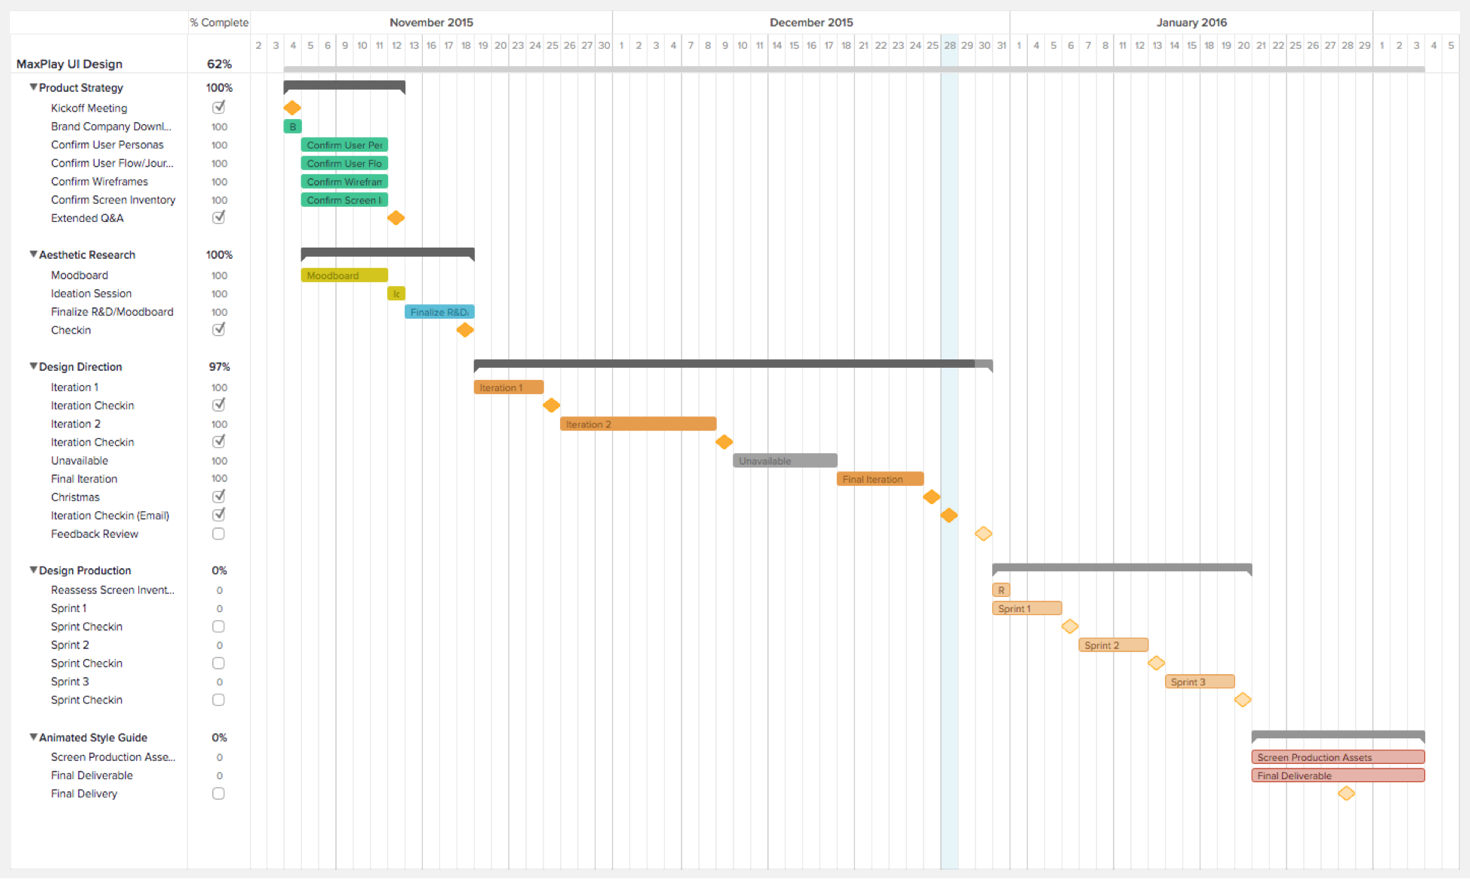 % Complete November 2015 December 2015 January 2016
2 3 4 5 6 9 10 11 12 13 16 17 18 19 20 23 24 25 26 27 30 1 2 3 4 7 8 9 10 11 14 15 16 17 18 21 22 23 24 25 28 29 30 31 1 4 5 6 7 8 11 12 13 14 15 18 19 20 21 22 25 26 27 28 29 1 2 3 4 5
MaxPlay UI Design 62%
Product Strategy 100%
Kickoff Meeting
Brand Company Downl... 100 B
Confirm User Personas 100 Confirm User Per
Confirm User Flow/Jour... 100 Confirm User Flo
Confirm Wireframes 100 Confirm Wirefram
Confirm Screen Inventory 100 Confirm Screen I
Extended Q&A
Aesthetic Research 100%
Moodboard 100 Moodboard
Ideation Session 100 Ic
Finalize R&D/Moodboard 100 Finalize R&D/
Checkin
Design Direction 97%
Iteration 1 100 Iteration 1
Iteration Checkin
Iteration 2 100 Iteration 2
Iteration Checkin
Unavailable 100 Unavailable
Final Iteration 100 Final Iteration
Christmas
Iteration Checkin (Email)
Feedback Review
Design Production 0%
Reassess Screen Invent... 0 R
Sprint 1 0 Sprint 1
Sprint Checkin
Sprint 2 0 Sprint 2
Sprint Checkin
Sprint 3 0 Sprint 3
Sprint Checkin
Animated Style Guide 0%
Screen Production Asse... 0 Screen Production Assets
Final Deliverable 0 Final Deliverable
Final Delivery